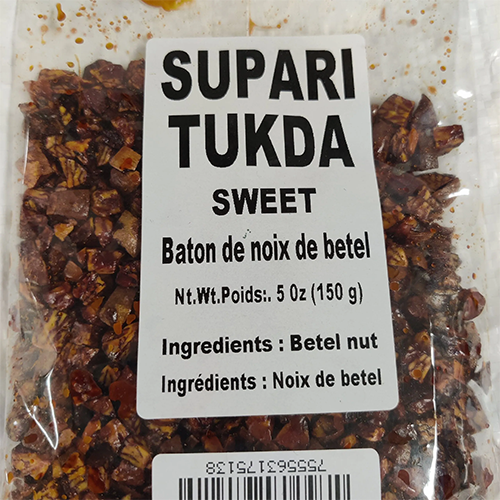 SUPARI
TUKDA
SWEET
Baton de noix de betel
Nt.Wt.Poids:. 5 Oz (150 g)
Ingredients : Betel nut
Ingrédients : Noix de betel
755563175138